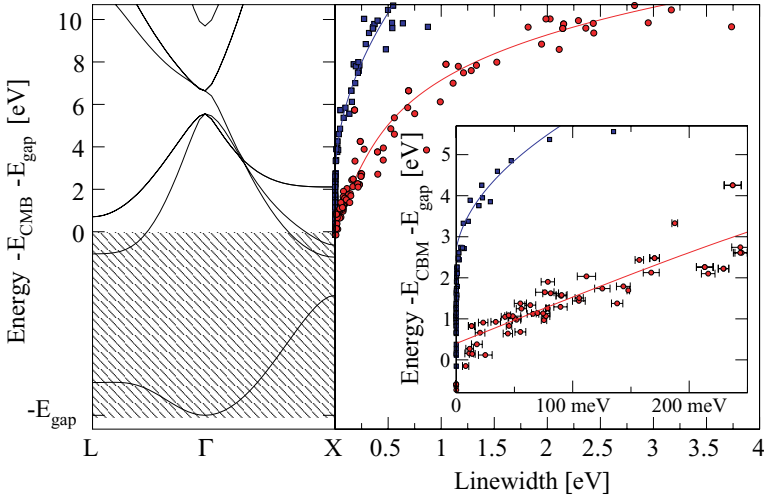 10
8
6
4
2
0
-E_gap
Energy -E_CMB -E_gap [eV]
L Γ X 0.5 1 1.5 2 2.5 3 3.5 4
Linewidth [eV]
5
4
3
2
1
0
Energy -E_CBM -E_gap [eV]
0 100 meV 200 meV